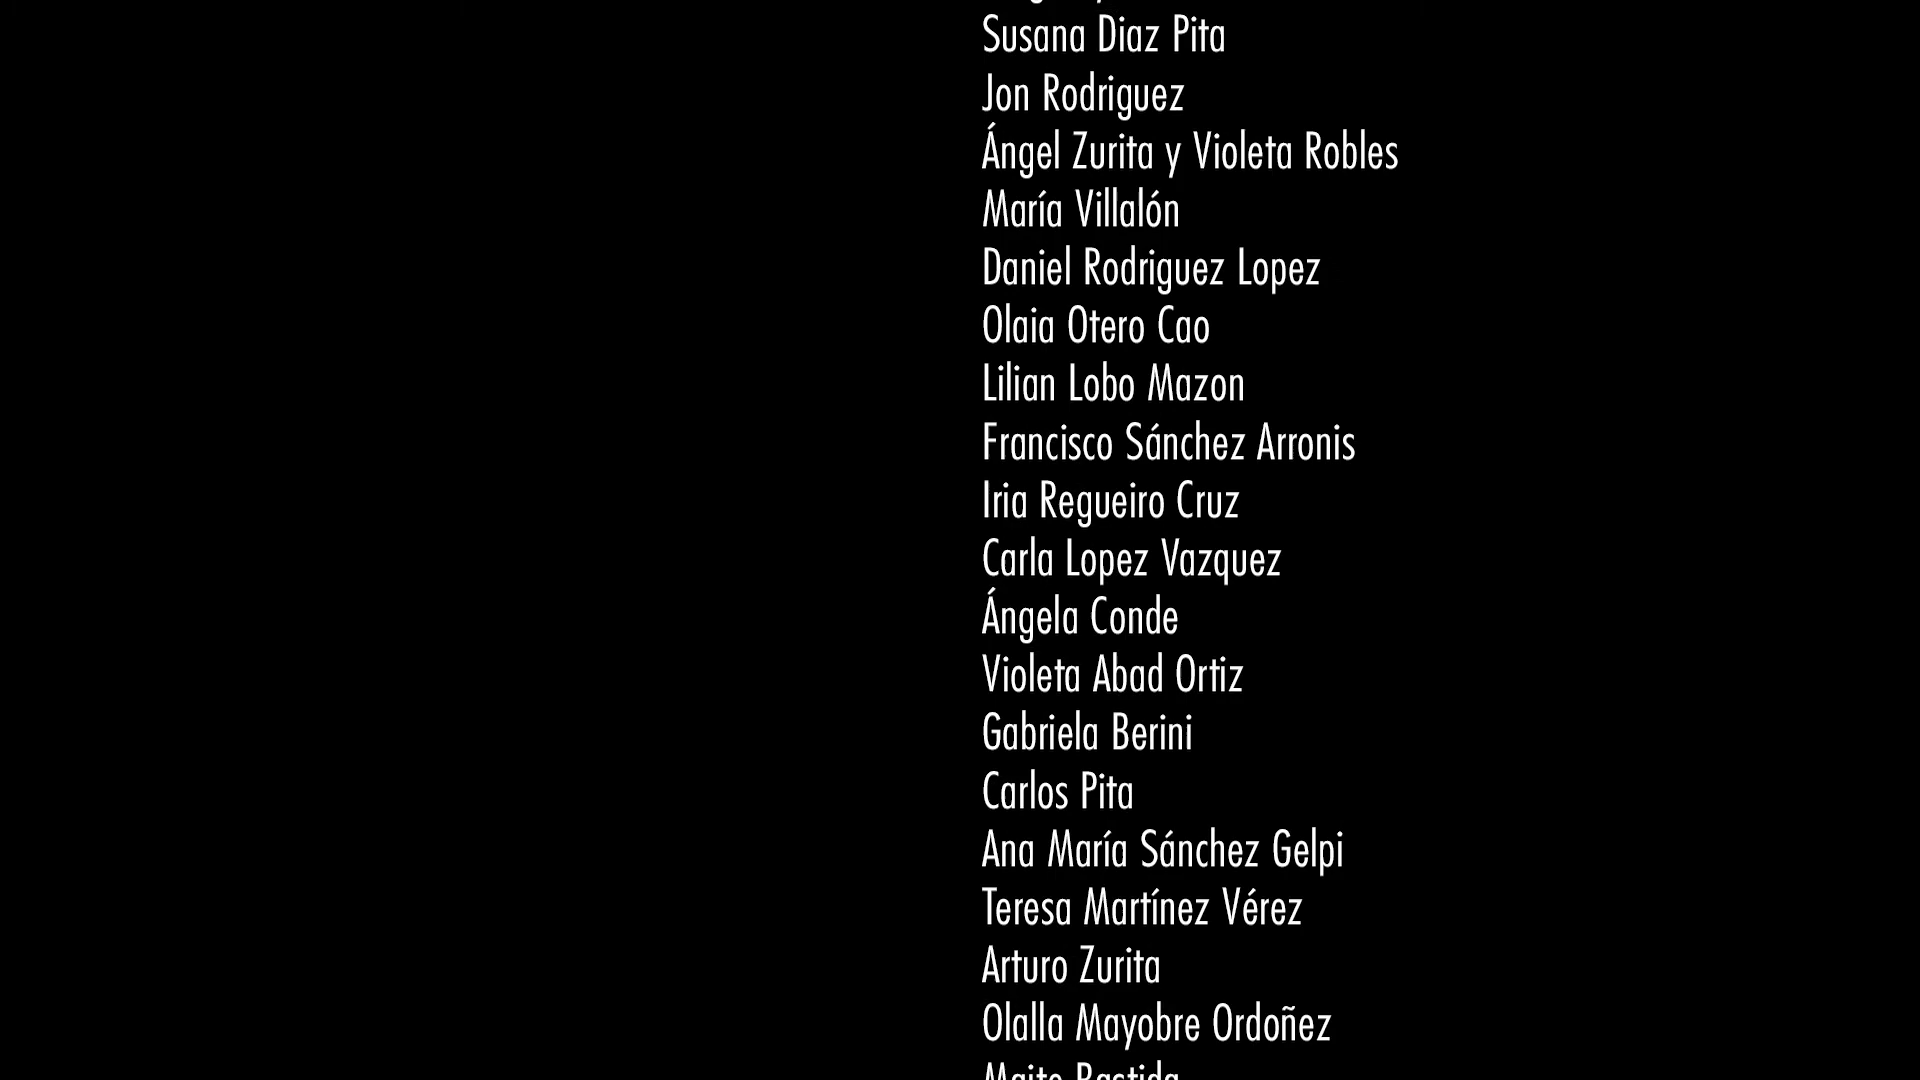 Susana Diaz Pita
Jon Rodriguez
Ángel Zurita y Violeta Robles
María Villalón
Daniel Rodriguez Lopez
Olaia Otero Cao
Lilian Lobo Mazon
Francisco Sánchez Arronis
Iria Regueiro Cruz
Carla Lopez Vazquez
Ángela Conde
Violeta Abad Ortiz
Gabriela Berini
Carlos Pita
Ana María Sánchez Gelpi
Teresa Martínez Vérez
Arturo Zurita
Olalla Mayobre Ordoñez
Maite Bastida